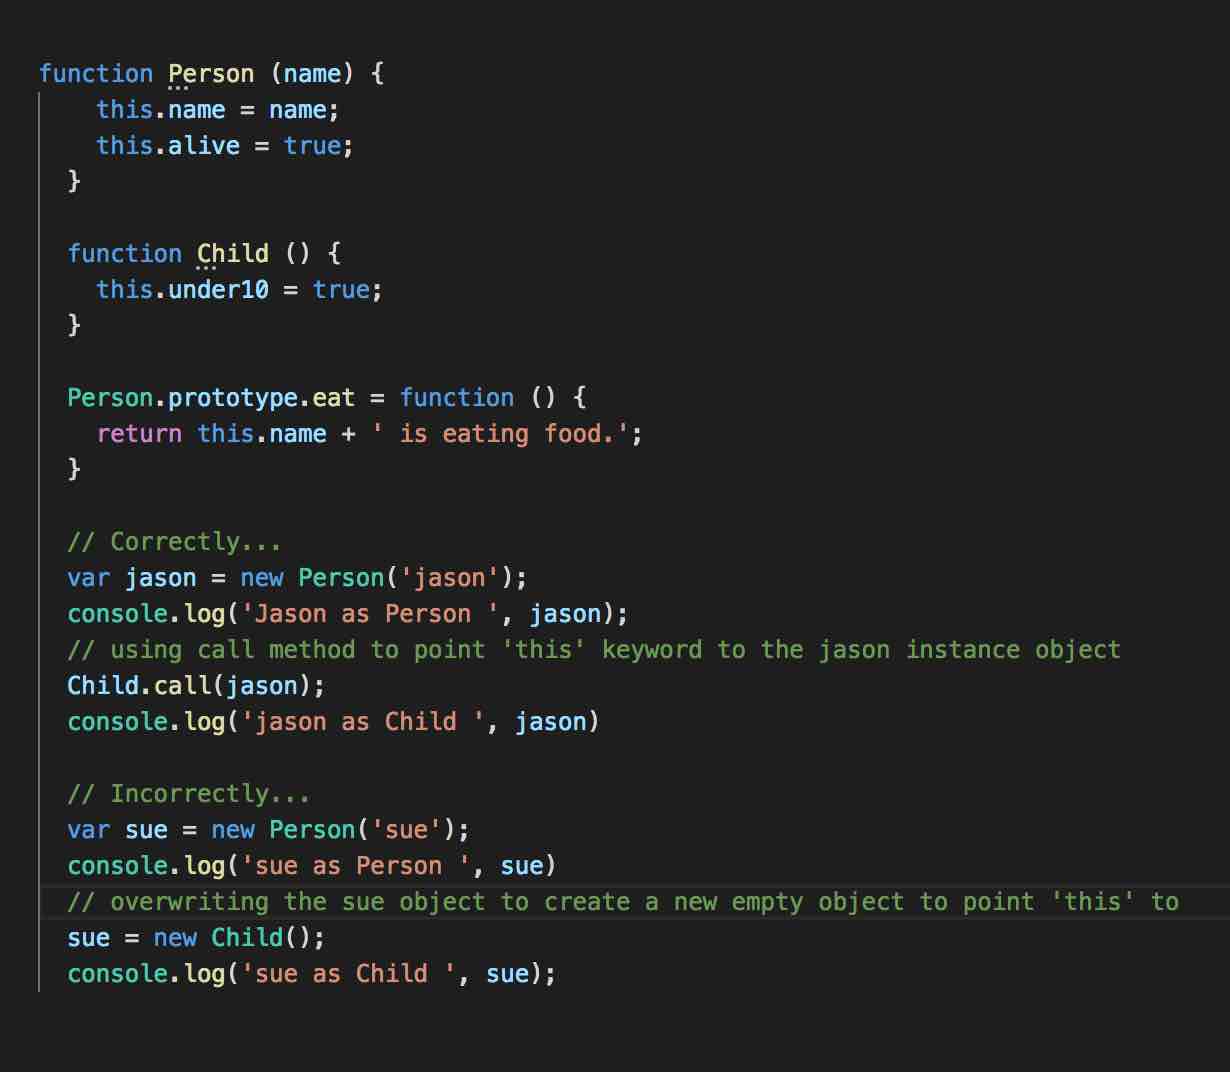 function Person (name) {
    this.name = name;
    this.alive = true;
  }
  function Child () {
    this.under10 = true;
  }
  Person.prototype.eat = function () {
    return this.name + ' is eating food.';
  }
  // Correctly...
  var jason = new Person('jason');
  console.log('Jason as Person ', jason);
  // using call method to point 'this' keyword to the jason instance object
  Child.call(jason);
  console.log('jason as Child ', jason)
  // Incorrectly...
  var sue = new Person('sue');
  console.log('sue as Person ', sue)
  // overwriting the sue object to create a new empty object to point 'this' to
  sue = new Child();
  console.log('sue as Child ', sue);